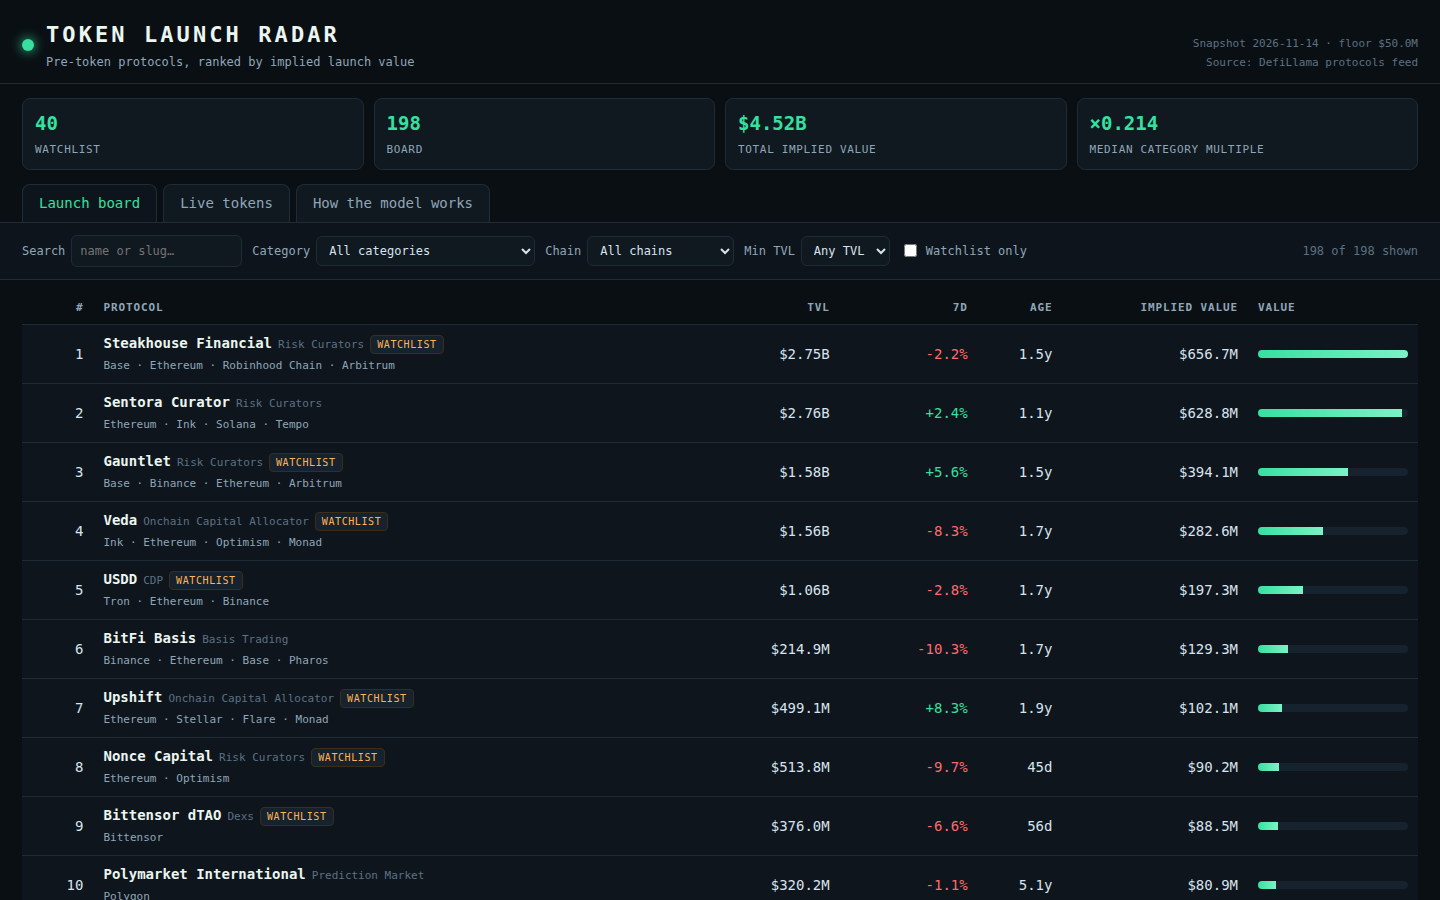 TOKEN LAUNCH RADAR
Pre-token protocols, ranked by implied launch value
Snapshot 2026-11-14 · floor $50.0M
Source: DefiLlama protocols feed
40
WATCHLIST
198
BOARD
$4.52B
TOTAL IMPLIED VALUE
×0.214
MEDIAN CATEGORY MULTIPLE
Launch board
Live tokens
How the model works
Search name or slug… Category All categories Chain All chains Min TVL Any TVL Watchlist only 198 of 198 shown
# PROTOCOL TVL 7D AGE IMPLIED VALUE VALUE
1 Steakhouse Financial Risk Curators WATCHLIST $2.75B -2.2% 1.5y $656.7M
Base · Ethereum · Robinhood Chain · Arbitrum
2 Sentora Curator Risk Curators $2.76B +2.4% 1.1y $628.8M
Ethereum · Ink · Solana · Tempo
3 Gauntlet Risk Curators WATCHLIST $1.58B +5.6% 1.5y $394.1M
Base · Binance · Ethereum · Arbitrum
4 Veda Onchain Capital Allocator WATCHLIST $1.56B -8.3% 1.7y $282.6M
Ink · Ethereum · Optimism · Monad
5 USDD CDP WATCHLIST $1.06B -2.8% 1.7y $197.3M
Tron · Ethereum · Binance
6 BitFi Basis Basis Trading $214.9M -10.3% 1.7y $129.3M
Binance · Ethereum · Base · Pharos
7 Upshift Onchain Capital Allocator WATCHLIST $499.1M +8.3% 1.9y $102.1M
Ethereum · Stellar · Flare · Monad
8 Nonce Capital Risk Curators WATCHLIST $513.8M -9.7% 45d $90.2M
Ethereum · Optimism
9 Bittensor dTAO Dexs WATCHLIST $376.0M -6.6% 56d $88.5M
Bittensor
10 Polymarket International Prediction Market $320.2M -1.1% 5.1y $80.9M
Polygon